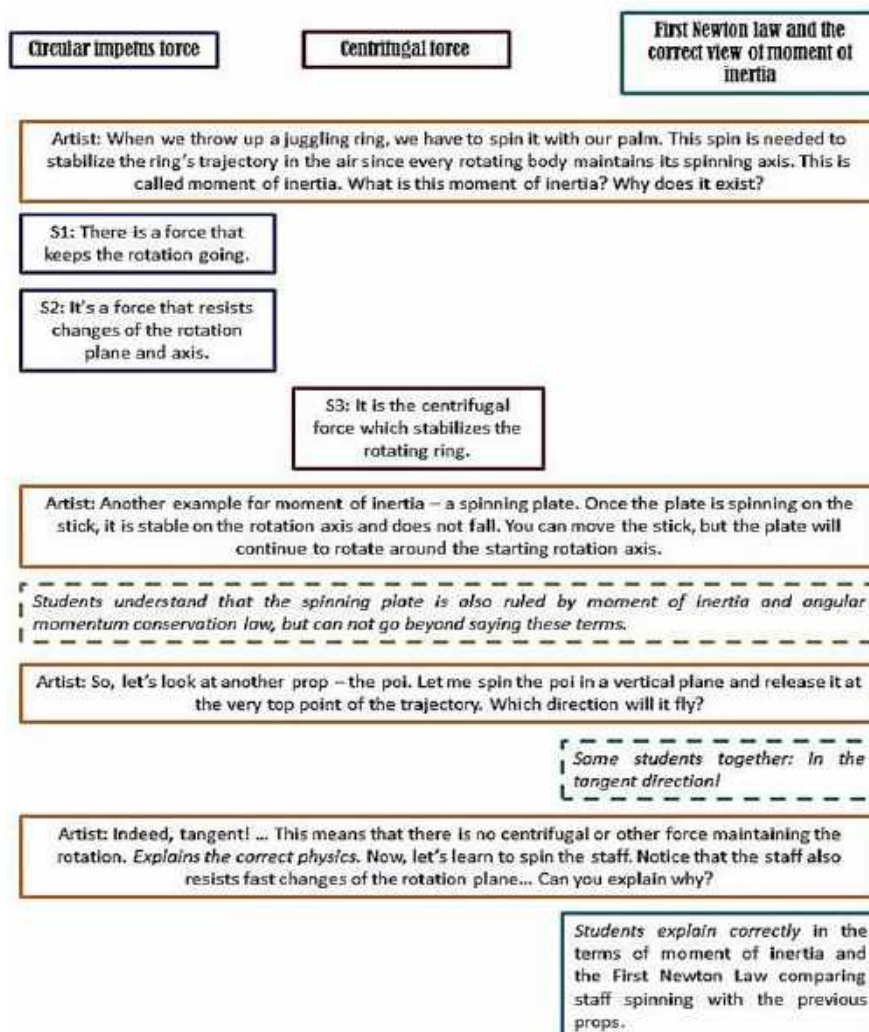 Circular impetus force
Centrifugal force
First Newton law and the
correct view of moment of
inertia
Artist: When we throw up a juggling ring, we have to spin it with our palm. This spin is needed to
stabilize the ring's trajectory in the air since every rotating body maintains its spinning axis. This is
called moment of inertia. What is this moment of inertia? Why does it exist?
S1: There is a force that
keeps the rotation going.
S2: It's a force that resists
changes of the rotation
plane and axis.
S3: It is the centrifugal
force which stabilizes the
rotating ring.
Artist: Another example for moment of inertia – a spinning plate. Once the plate is spinning on the
stick, it is stable on the rotation axis and does not fall. You can move the stick, but the plate will
continue to rotate around the starting rotation axis.
Students understand that the spinning plate is also ruled by moment of inertia and angular
momentum conservation law, but can not go beyond saying these terms.
Artist: So, let's look at another prop – the poi. Let me spin the poi in a vertical plane and release it at
the very top point of the trajectory. Which direction will it fly?
Some students together: In the
tangent direction!
Artist: Indeed, tangent! ... This means that there is no centrifugal or other force maintaining the
rotation. Explains the correct physics. Now, let's learn to spin the staff. Notice that the staff also
resists fast changes of the rotation plane... Can you explain why?
Students explain correctly in the
terms of moment of inertia and
the First Newton Law comparing
staff spinning with the previous
props.